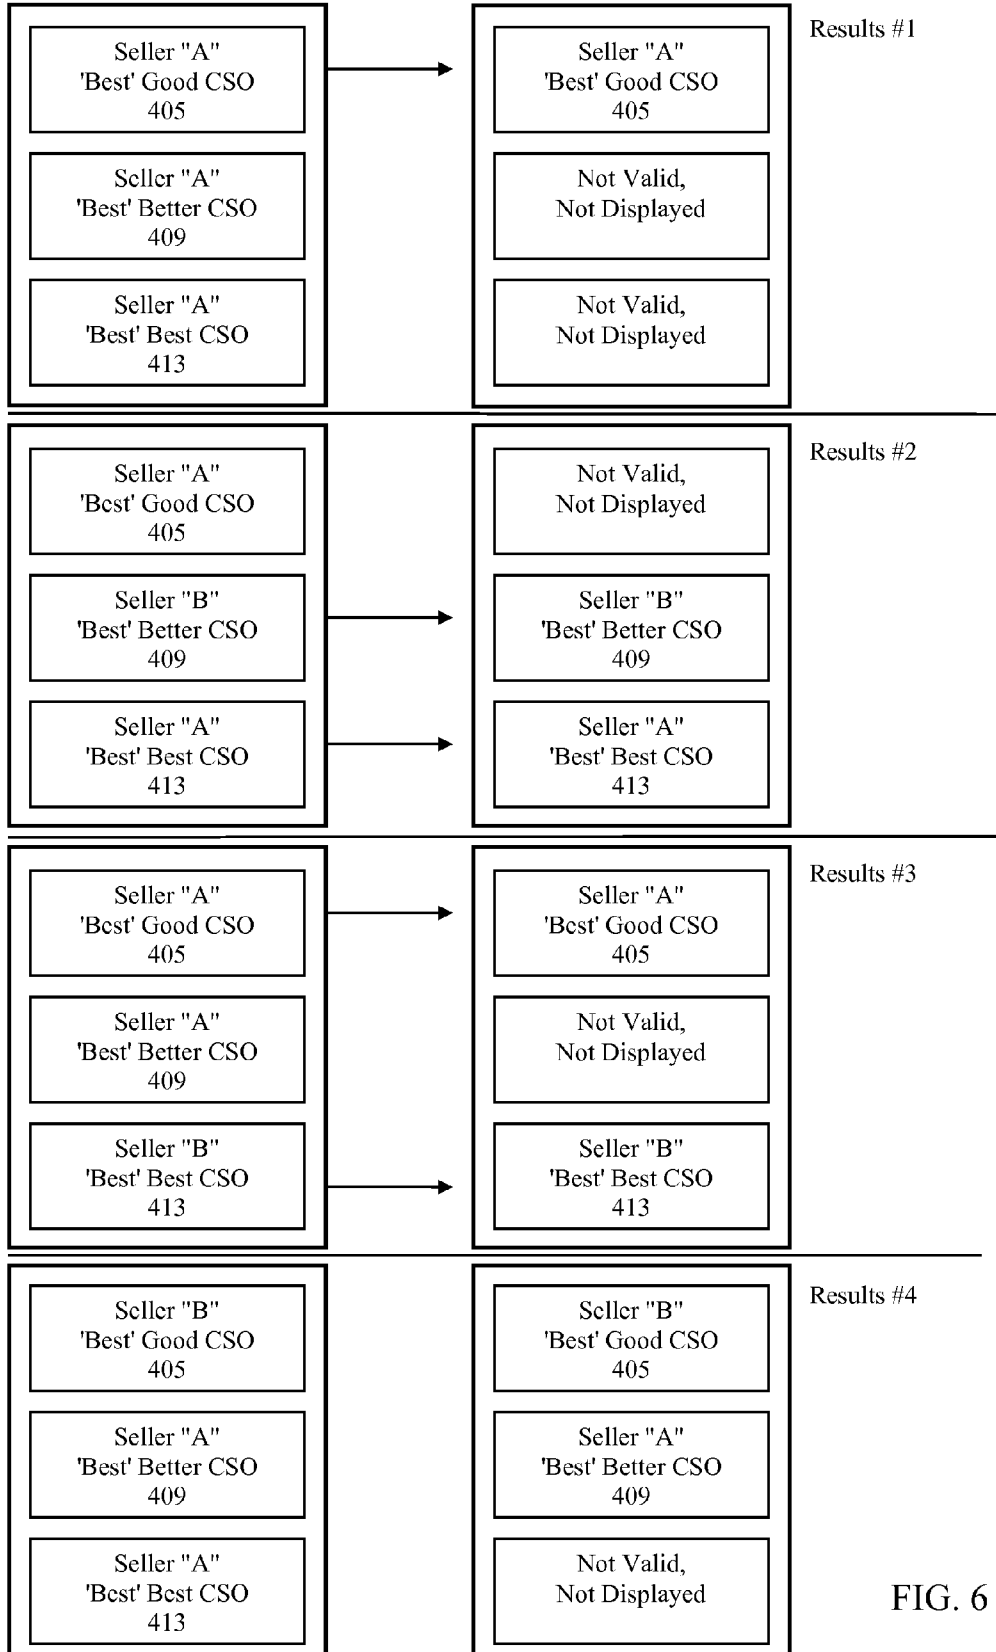 Results #1
Seller "A"
'Best' Good CSO
405
Seller "A"
'Best' Better CSO
409
Seller "A"
'Best' Best CSO
413
Seller "A"
'Best' Good CSO
405
Not Valid,
Not Displayed
Not Valid,
Not Displayed
Results #2
Seller "A"
'Best' Good CSO
405
Seller "B"
'Best' Better CSO
409
Seller "A"
'Best' Best CSO
413
Not Valid,
Not Displayed
Seller "B"
'Best' Better CSO
409
Seller "A"
'Best' Best CSO
413
Results #3
Seller "A"
'Best' Good CSO
405
Seller "A"
'Best' Better CSO
409
Seller "B"
'Best' Best CSO
413
Seller "A"
'Best' Good CSO
405
Not Valid,
Not Displayed
Seller "B"
'Best' Best CSO
413
Results #4
Seller "B"
'Best' Good CSO
405
Seller "A"
'Best' Better CSO
409
Seller "A"
'Best' Best CSO
413
Seller "B"
'Best' Good CSO
405
Seller "A"
'Best' Better CSO
409
Not Valid,
Not Displayed
FIG. 6